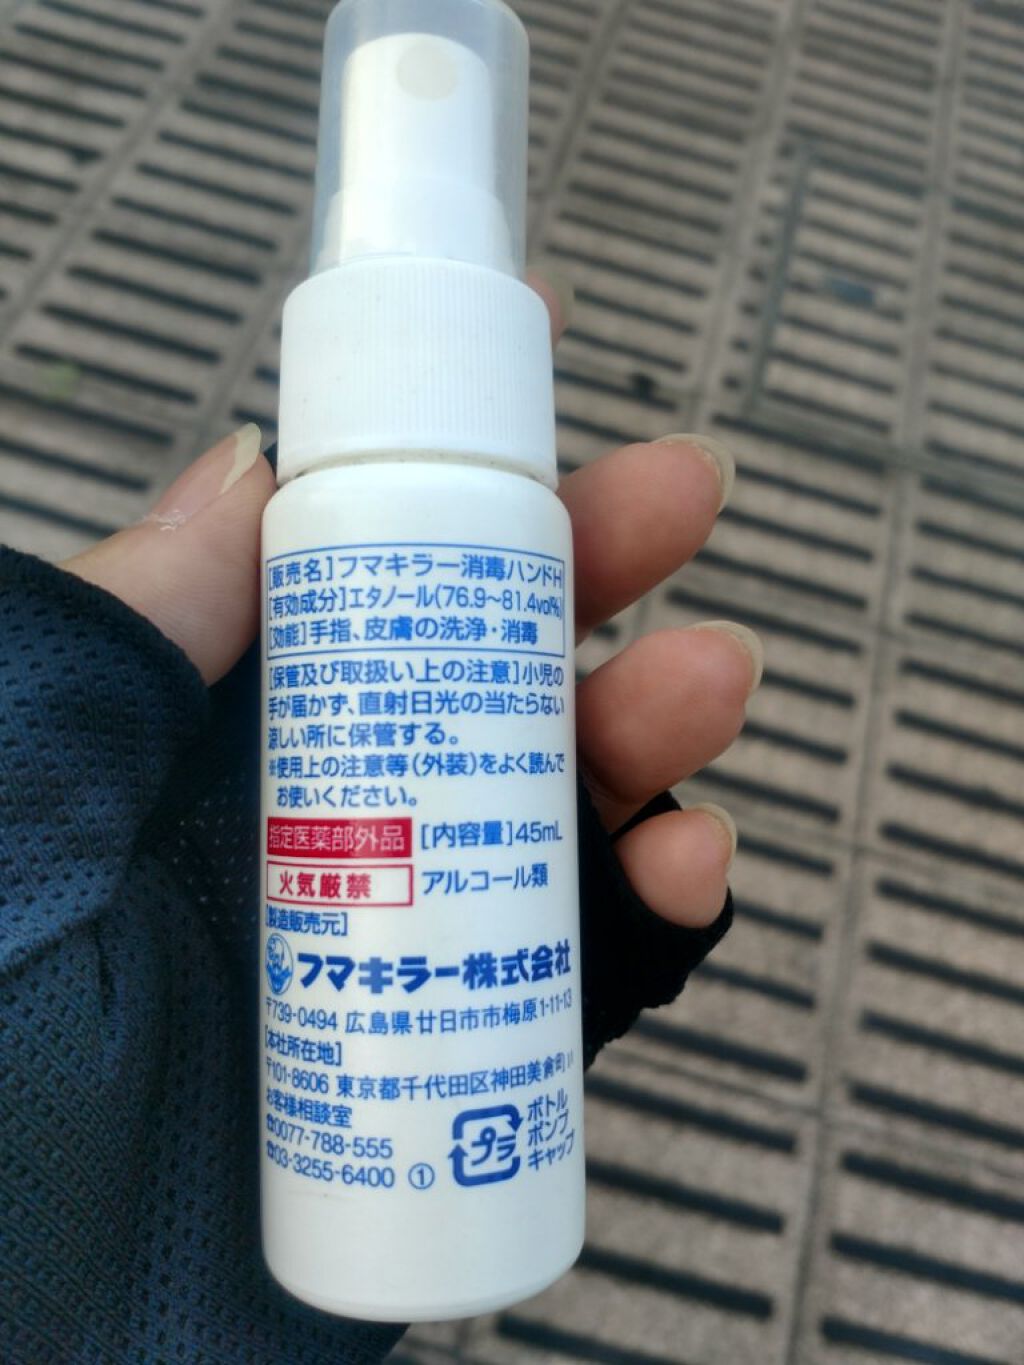 [販売名]フマキラー消毒ハンドH
[有効成分]エタノール(76.9～81.4vol%)
[効能]手指、皮膚の洗浄・消毒
[保管及び取扱い上の注意]小児の
手が届かず、直射日光の当たらない
涼しい所に保管する。
※使用上の注意等(外装)をよく読んで
お使いください。
指定医薬部外品 [内容量]45mL
火気厳禁 アルコール類
[製造販売元]
フマキラー株式会社
〒739-0494 広島県廿日市市梅原1-11-13
[本社所在地]
〒101-8606 東京都千代田区神田美倉町11
お客様相談室
☎0077-788-555
☎03-3255-6400 ①
プラ
ボトル
ポンプ
キャップ